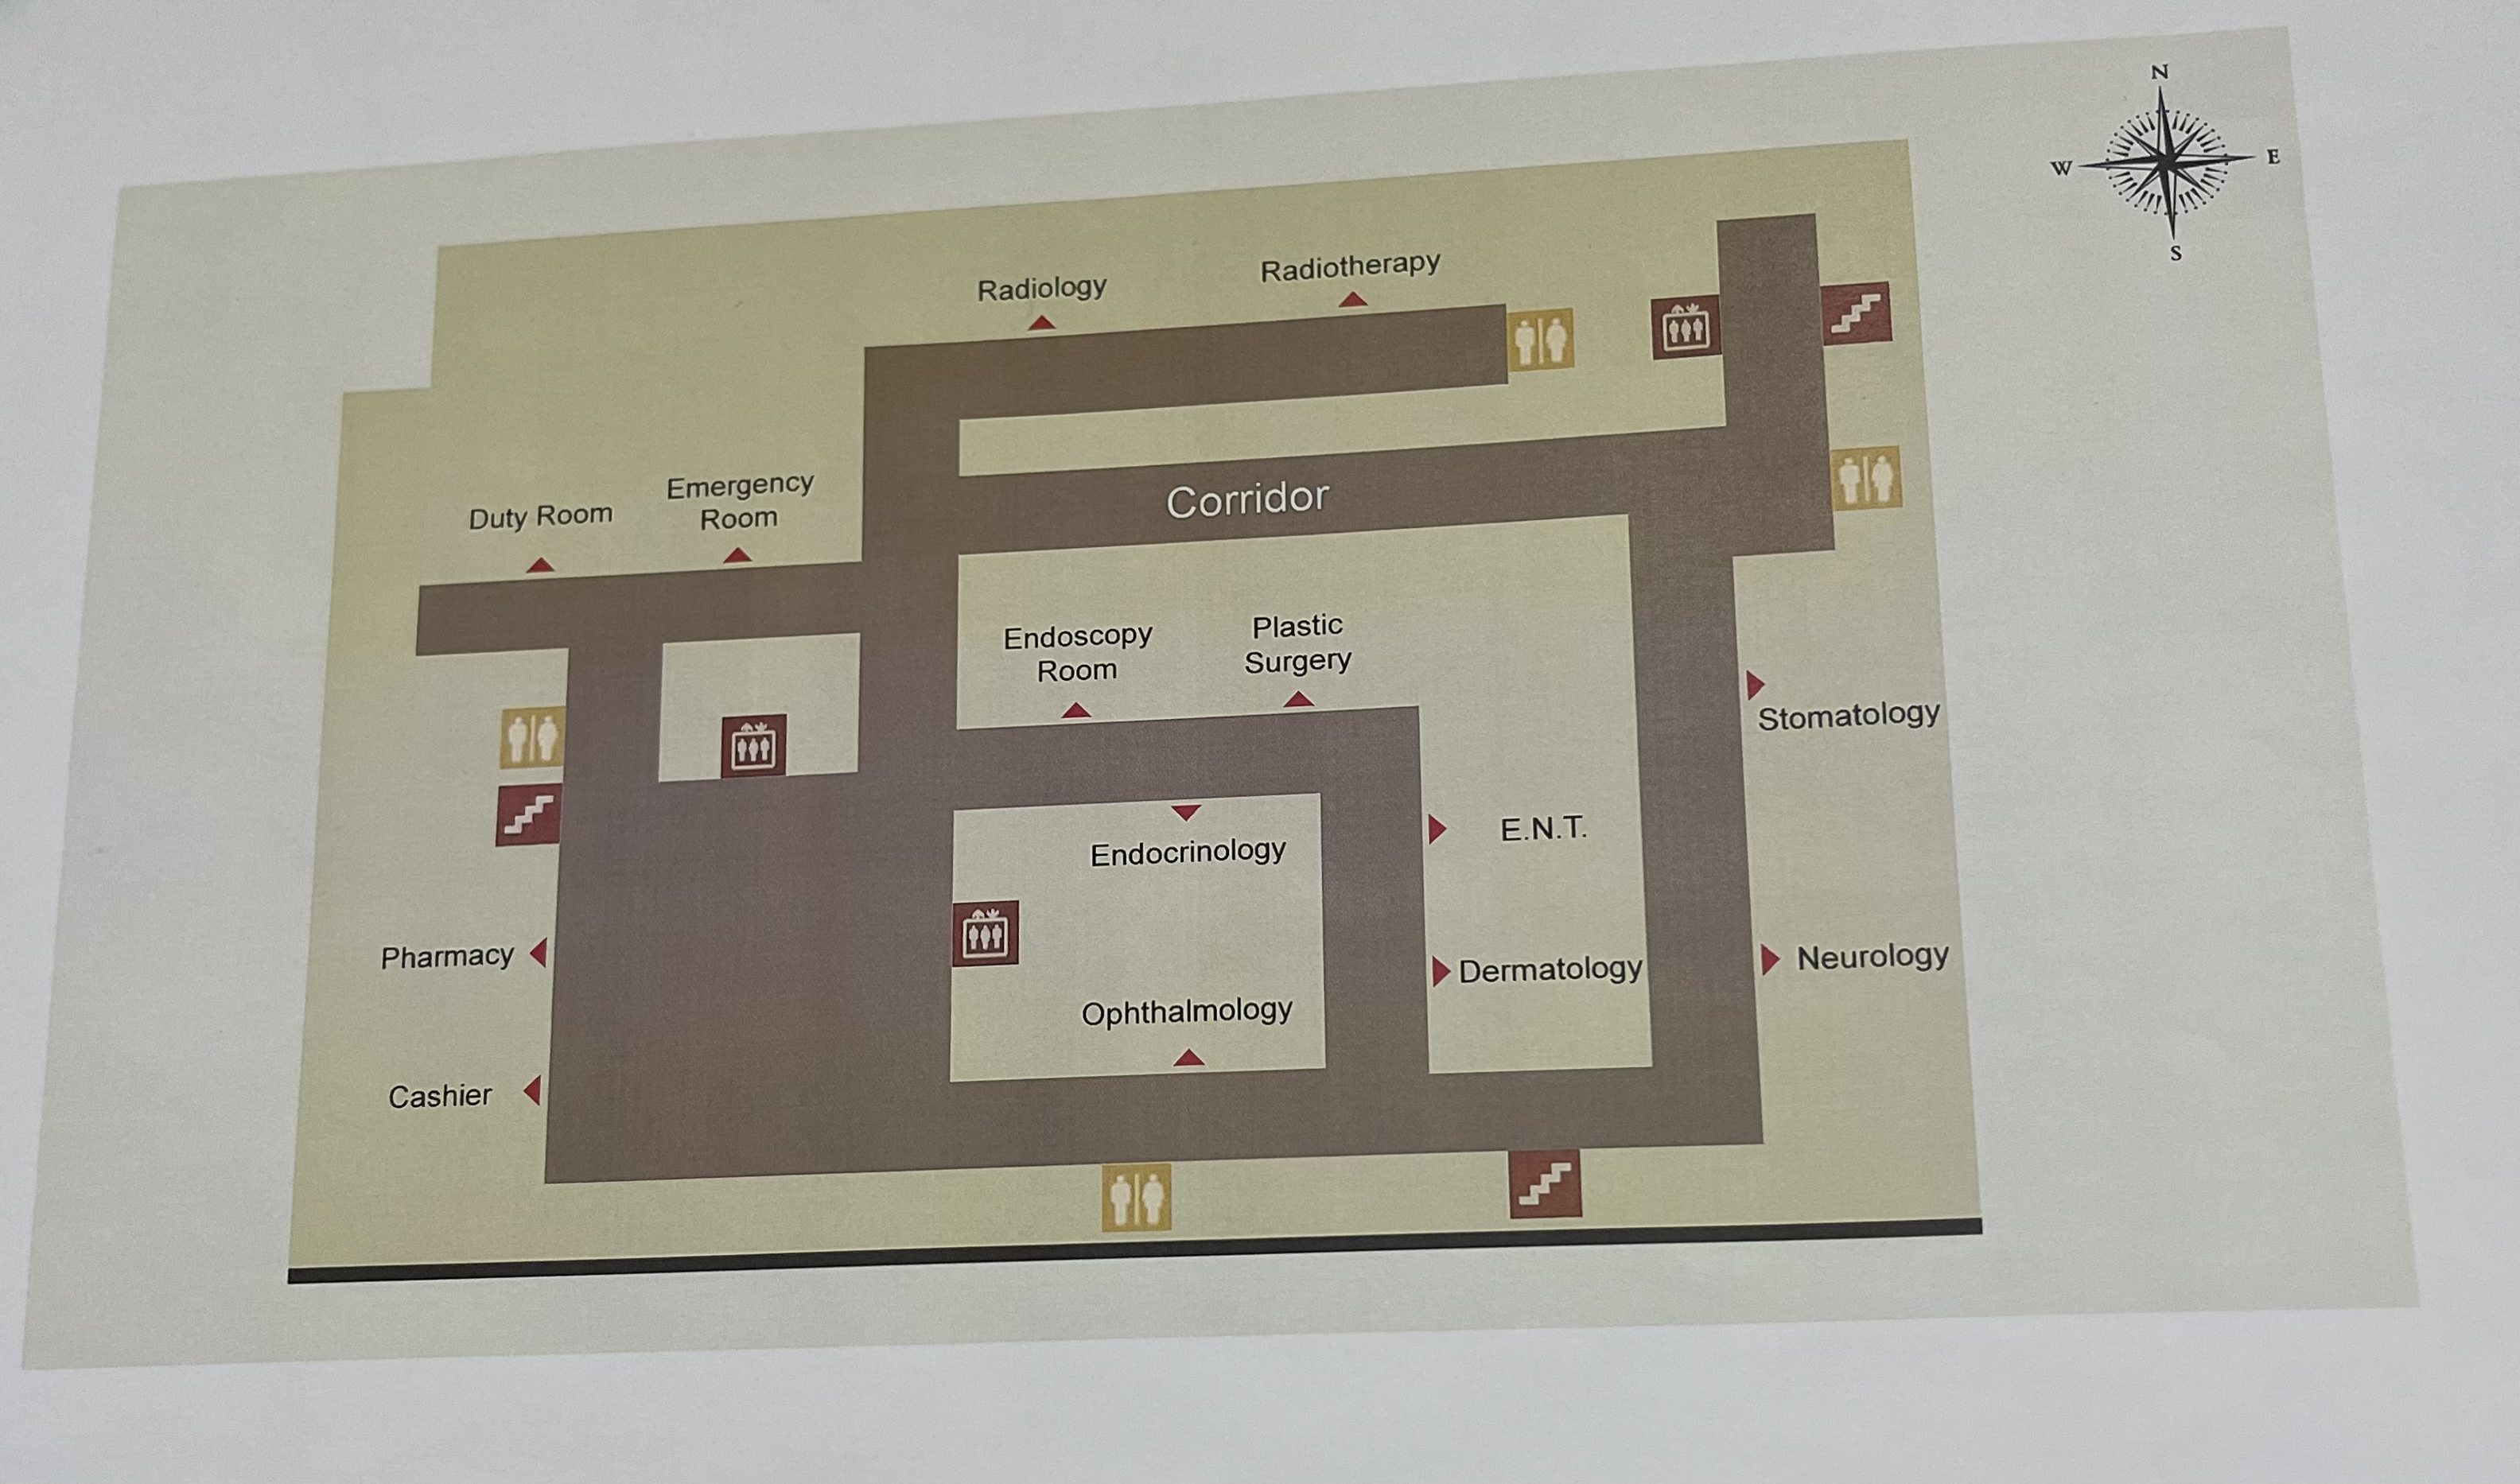 N
W
E
S
Radiology
Radiotherapy
Duty Room
Emergency
Room
Corridor
Endoscopy
Room
Plastic
Surgery
Stomatology
Endocrinology
E.N.T.
Pharmacy
Dermatology
Neurology
Ophthalmology
Cashier